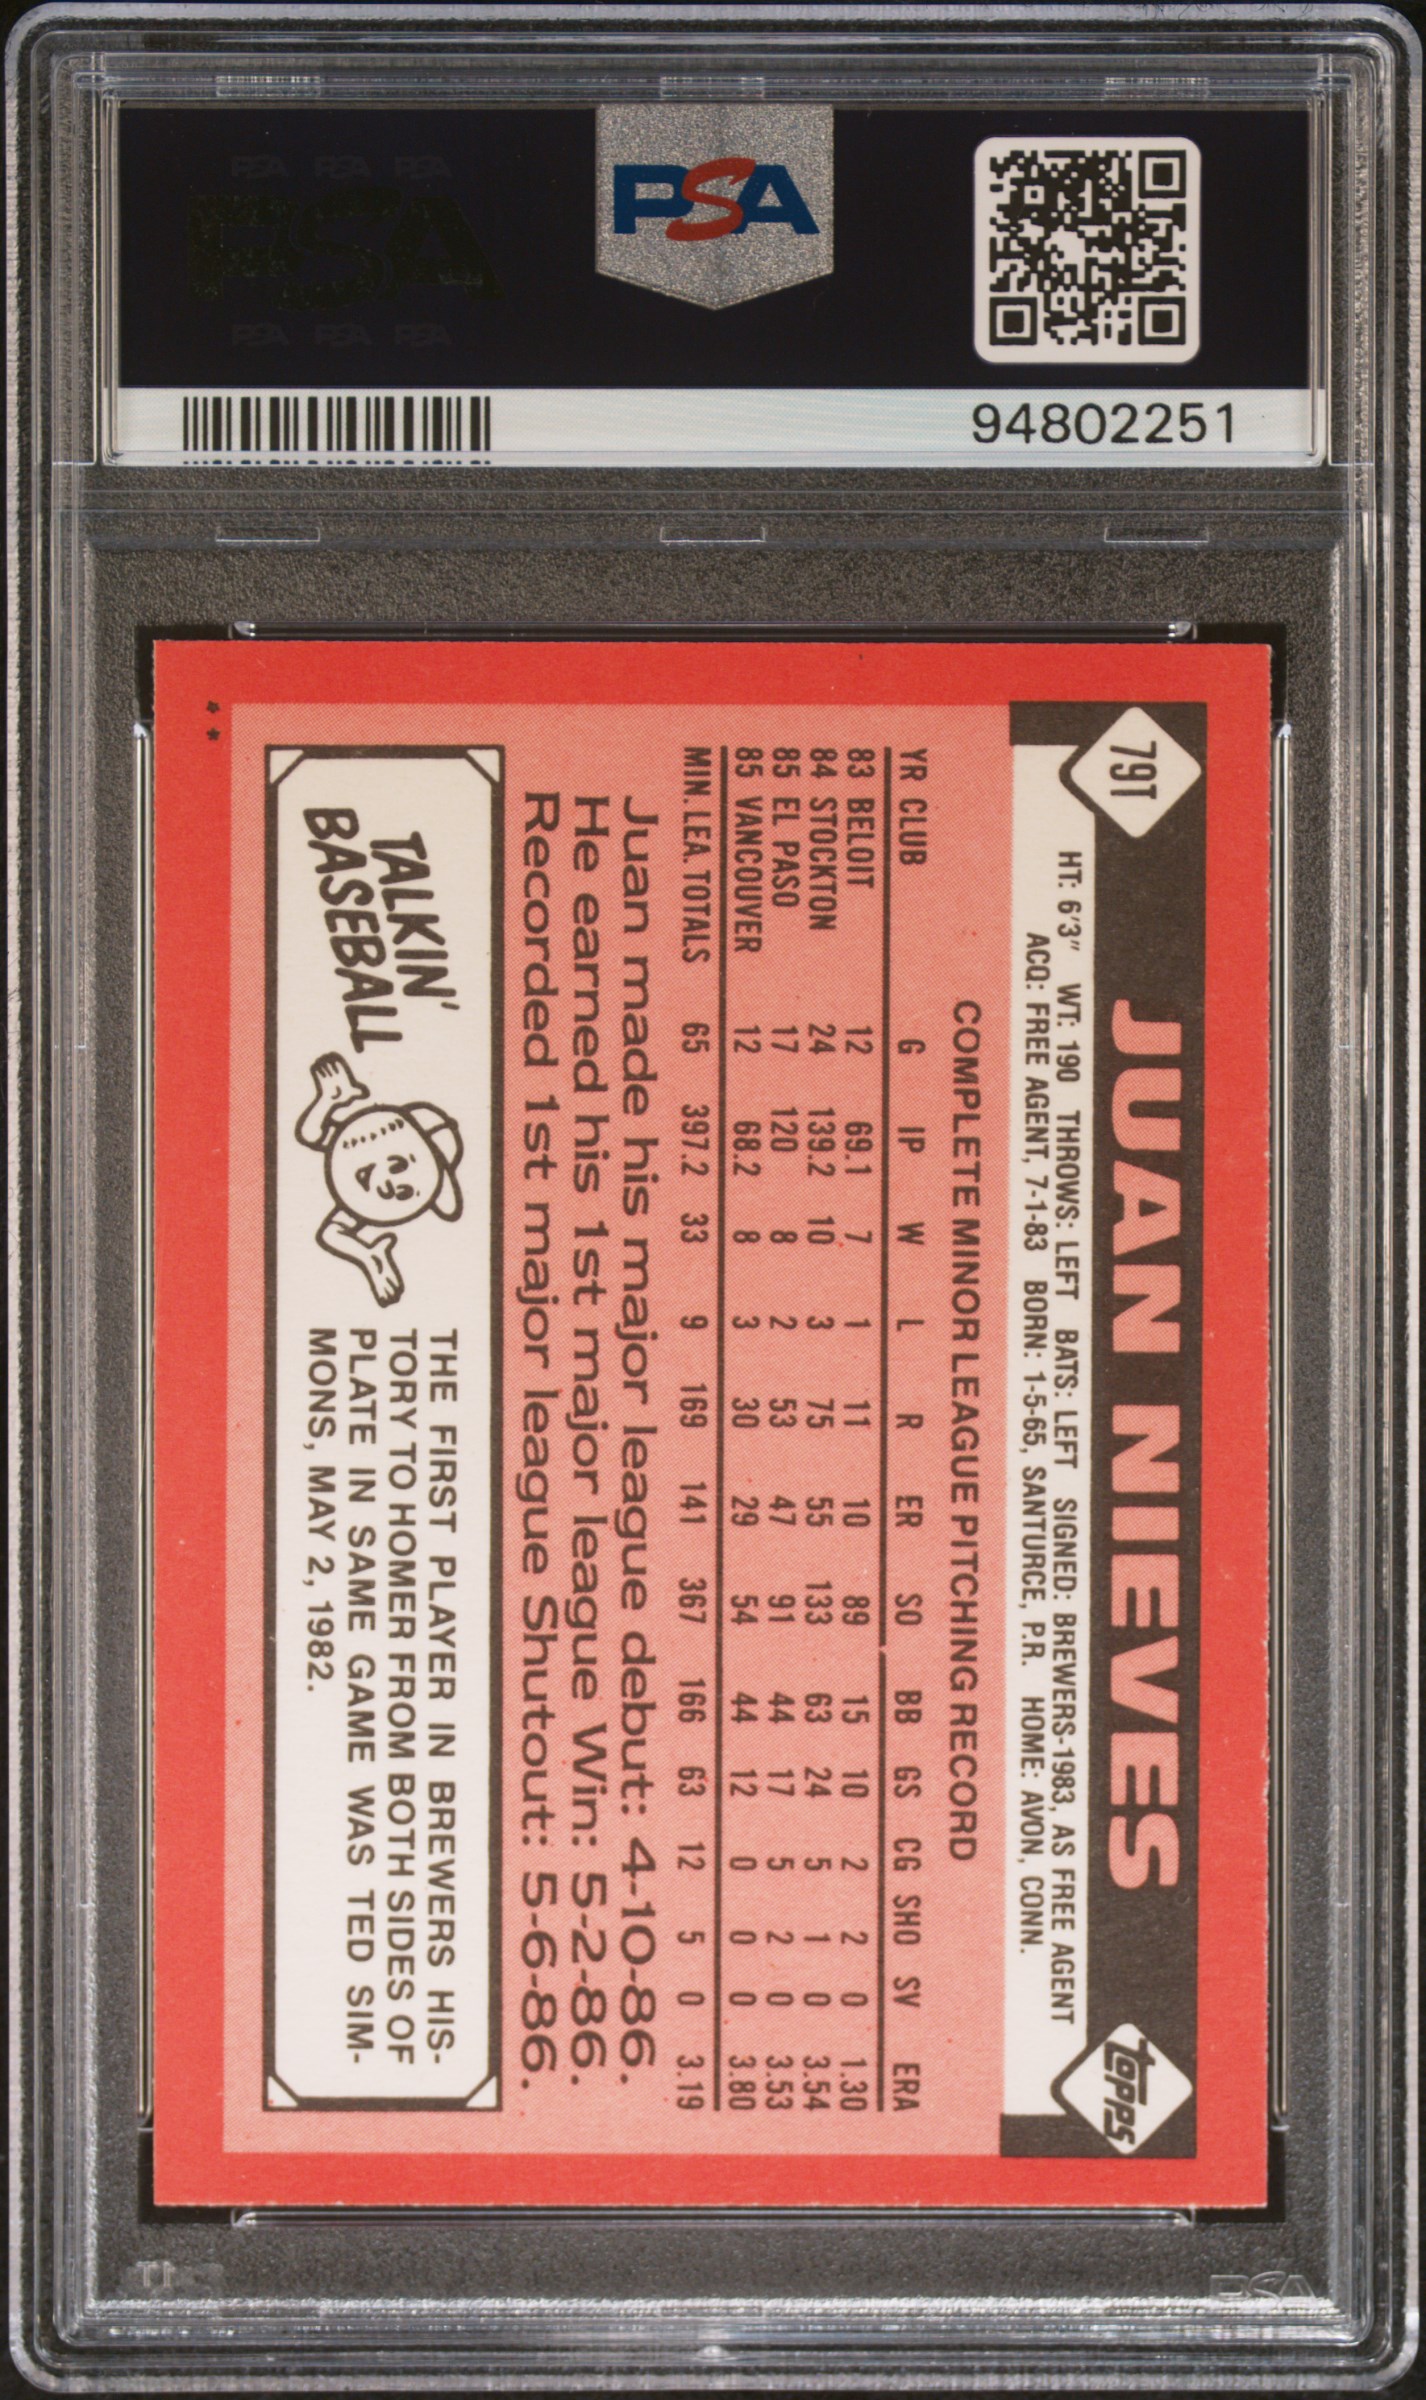 PSA PSA PSA
PSA
PSA PSA PSA
PSA
94802251
79T
JUAN NIEVES
topps
HT: 6'3" WT: 190 THROWS: LEFT BATS: LEFT SIGNED: BREWERS-1983, AS FREE AGENT
ACQ: FREE AGENT, 7-1-83 BORN: 1-5-65, SANTURCE, P.R. HOME: AVON, CONN.
COMPLETE MINOR LEAGUE PITCHING RECORD
YR CLUB G IP W L R ER SO BB GS CG SHO SV ERA
83 BELOIT 12 69.1 7 1 11 10 89 15 10 2 2 0 1.30
84 STOCKTON 24 139.2 10 3 75 55 133 63 24 5 1 0 3.54
85 EL PASO 17 120 8 2 53 47 91 44 17 5 2 0 3.53
85 VANCOUVER 12 68.2 8 3 30 29 54 44 12 0 0 0 3.80
MIN. LEA. TOTALS 65 397.2 33 9 169 141 367 166 63 12 5 0 3.19
Juan made his major league debut: 4-10-86.
He earned his 1st major league Win: 5-2-86.
Recorded 1st major league Shutout: 5-6-86.
TALKIN'
BASEBALL
THE FIRST PLAYER IN BREWERS HIS-
TORY TO HOMER FROM BOTH SIDES OF
PLATE IN SAME GAME WAS TED SIM-
MONS, MAY 2, 1982.
**
PSA